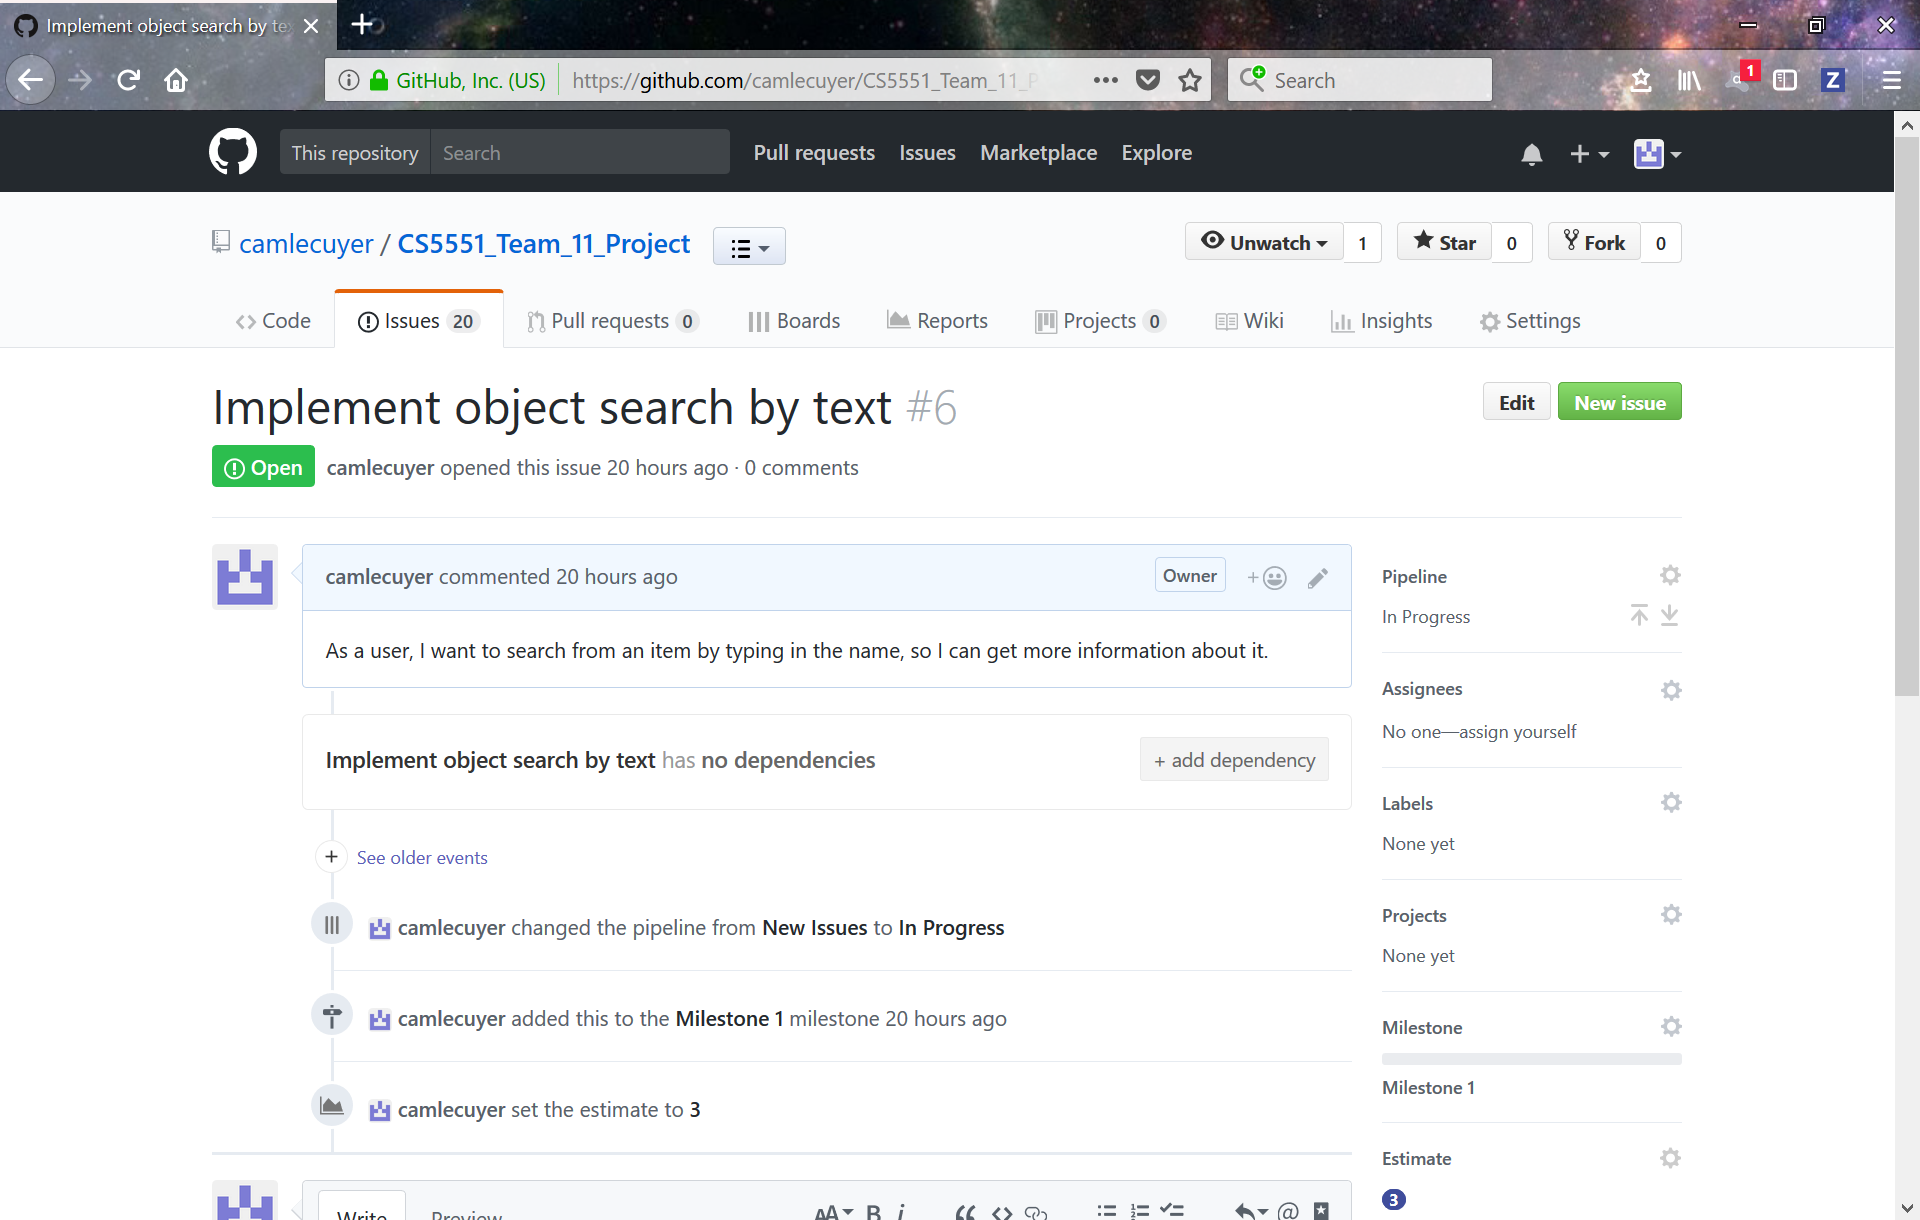 Implement object search by te
GitHub, Inc. (US) https://github.com/camlecuyer/CS5551_Team_11_P Search 1 Z
This repository Search Pull requests Issues Marketplace Explore
camlecuyer / CS5551_Team_11_Project Unwatch 1 Star 0 Fork 0
Code Issues 20 Pull requests 0 Boards Reports Projects 0 Wiki Insights Settings
Implement object search by text #6 Edit New issue
Open camlecuyer opened this issue 20 hours ago · 0 comments
camlecuyer commented 20 hours ago Owner
As a user, I want to search from an item by typing in the name, so I can get more information about it.
Implement object search by text has no dependencies + add dependency
See older events
camlecuyer changed the pipeline from New Issues to In Progress
camlecuyer added this to the Milestone 1 milestone 20 hours ago
camlecuyer set the estimate to 3
Write Preview AA B i
Pipeline
In Progress
Assignees
No one—assign yourself
Labels
None yet
Projects
None yet
Milestone
Milestone 1
Estimate
3